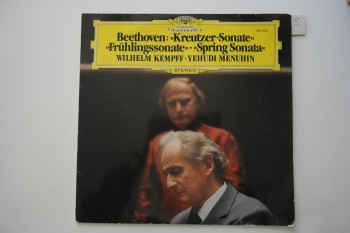 Beethoven: »Kreutzer-Sonate«
»Frühlingssonate« · »Spring Sonata«
WILHELM KEMPFF · YEHUDI MENUHIN
STEREO